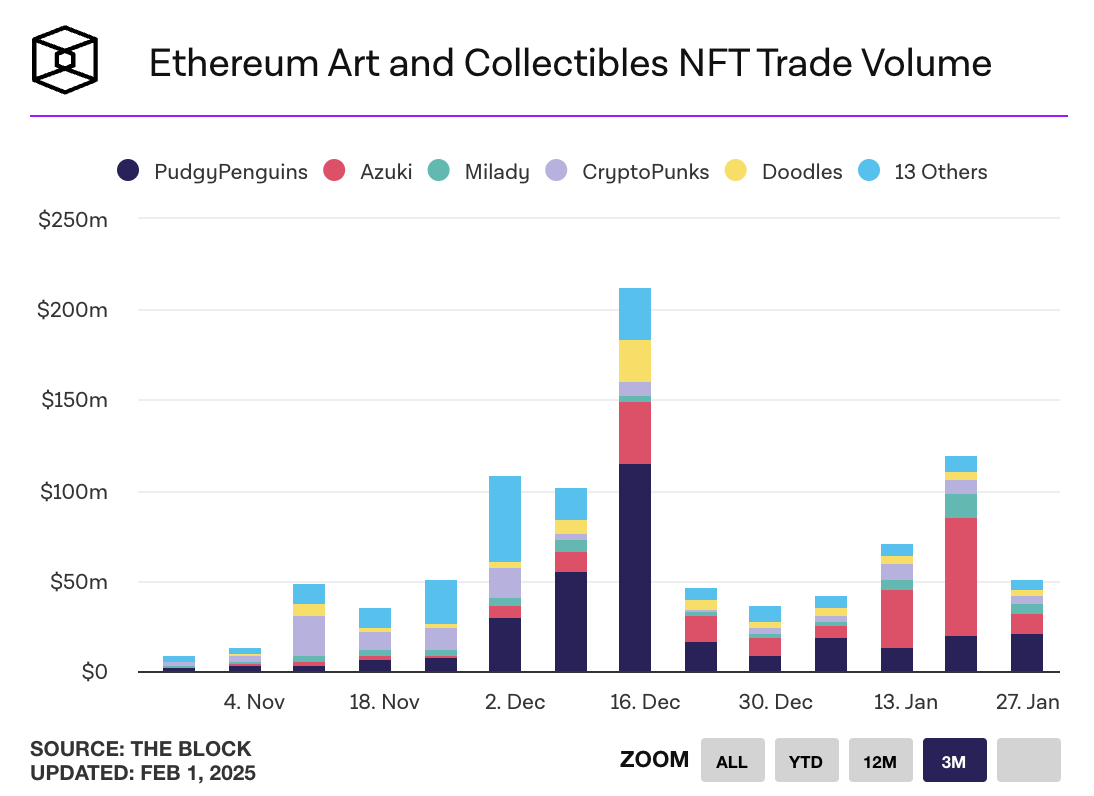 Ethereum Art and Collectibles NFT Trade Volume
PudgyPenguins Azuki Milady CryptoPunks Doodles 13 Others
$250m
$200m
$150m
$100m
$50m
$0
4. Nov 18. Nov 2. Dec 16. Dec 30. Dec 13. Jan 27. Jan
SOURCE: THE BLOCK
UPDATED: FEB 1, 2025
ZOOM ALL YTD 12M 3M